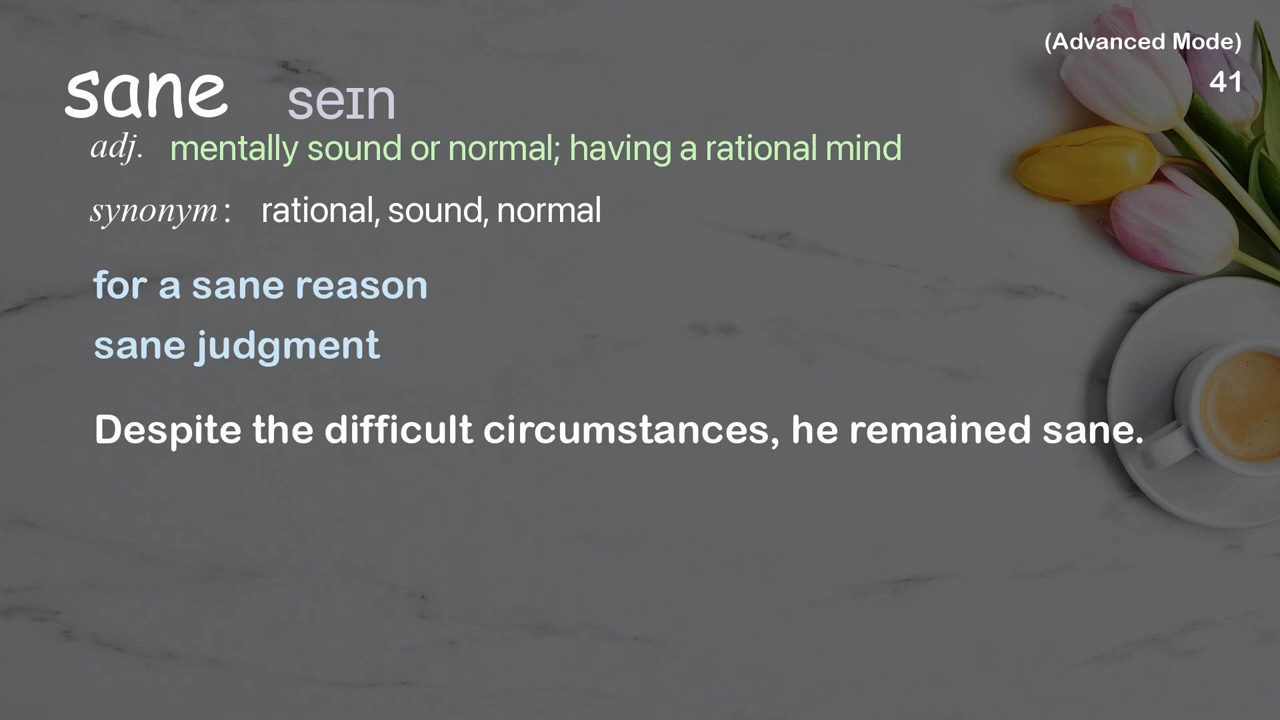 (Advanced Mode)
41
sane seɪn
adj. mentally sound or normal; having a rational mind
synonym: rational, sound, normal
for a sane reason
sane judgment
Despite the difficult circumstances, he remained sane.